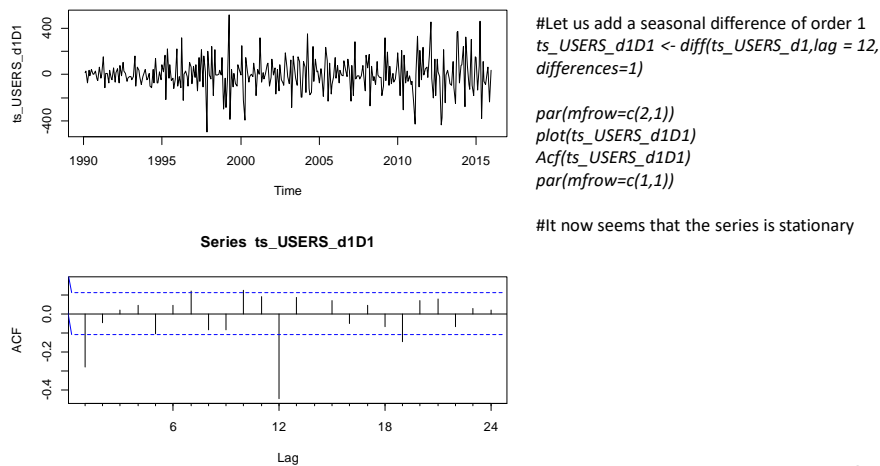 ts_USERS_d1D1
400
0
-400
1990 1995 2000 2005 2010 2015
Time
Series ts_USERS_d1D1
ACF
0.0
-0.2
-0.4
6 12 18 24
Lag
#Let us add a seasonal difference of order 1
ts_USERS_d1D1 <- diff(ts_USERS_d1,lag = 12,
differences=1)
par(mfrow=c(2,1))
plot(ts_USERS_d1D1)
Acf(ts_USERS_d1D1)
par(mfrow=c(1,1))
#It now seems that the series is stationary